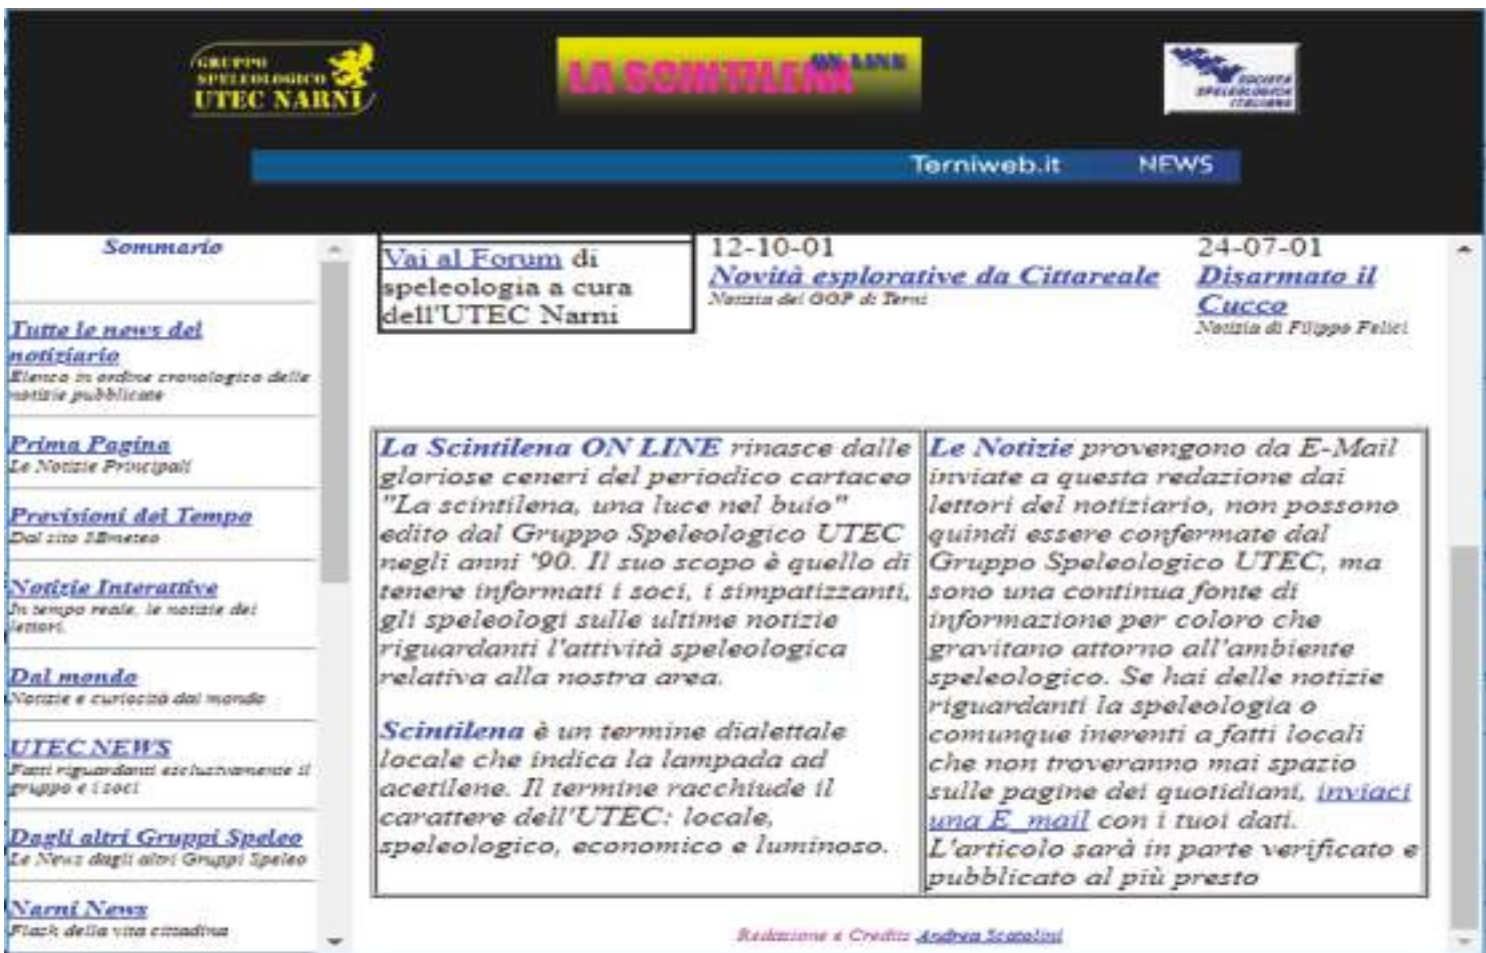 GRUPPO
SPELEOLOGICO
UTEC NARNI
LA SCINTILENA ON LINE
SOCIETÀ
SPELEOLOGICA
ITALIANA
Terniweb.it NEWS
Sommario
Tutte le news del
notiziario
Elenco in ordine cronologico delle
notizie pubblicate
Prima Pagina
Le Notizie Principali
Previsioni del Tempo
Dal sito
Notizie Interattive
In tempo reale, le notizie dei
lettori.
Dal mondo
Notizie e curiosità dal mondo
UTEC NEWS
Fatti riguardanti esclusivamente il
gruppo e i soci
Dagli altri Gruppi Speleo
Le News dagli altri Gruppi Speleo
Narni News
Flash della vita cittadina
Vai al Forum di
speleologia a cura
dell'UTEC Narni
12-10-01
Novità esplorative da Cittareale
Notizia del GGP di Terni
24-07-01
Disarmato il
Cucco
Notizia di Filippo Felici
La Scintilena ON LINE rinasce dalle
gloriose ceneri del periodico cartaceo
"La scintilena, una luce nel buio"
edito dal Gruppo Speleologico UTEC
negli anni '90. Il suo scopo è quello di
tenere informati i soci, i simpatizzanti,
gli speleologi sulle ultime notizie
riguardanti l'attività speleologica
relativa alla nostra area.
Scintilena è un termine dialettale
locale che indica la lampada ad
acetilene. Il termine racchiude il
carattere dell'UTEC: locale,
speleologico, economico e luminoso.
Le Notizie provengono da E-Mail
inviate a questa redazione dai
lettori del notiziario, non possono
quindi essere confermate dal
Gruppo Speleologico UTEC, ma
sono una continua fonte di
informazione per coloro che
gravitano attorno all'ambiente
speleologico. Se hai delle notizie
riguardanti la speleologia o
comunque inerenti a fatti locali
che non troveranno mai spazio
sulle pagine dei quotidiani, inviaci
una E_mail con i tuoi dati.
L'articolo sarà in parte verificato e
pubblicato al più presto
Redazione e Credits Andrea Scatolini